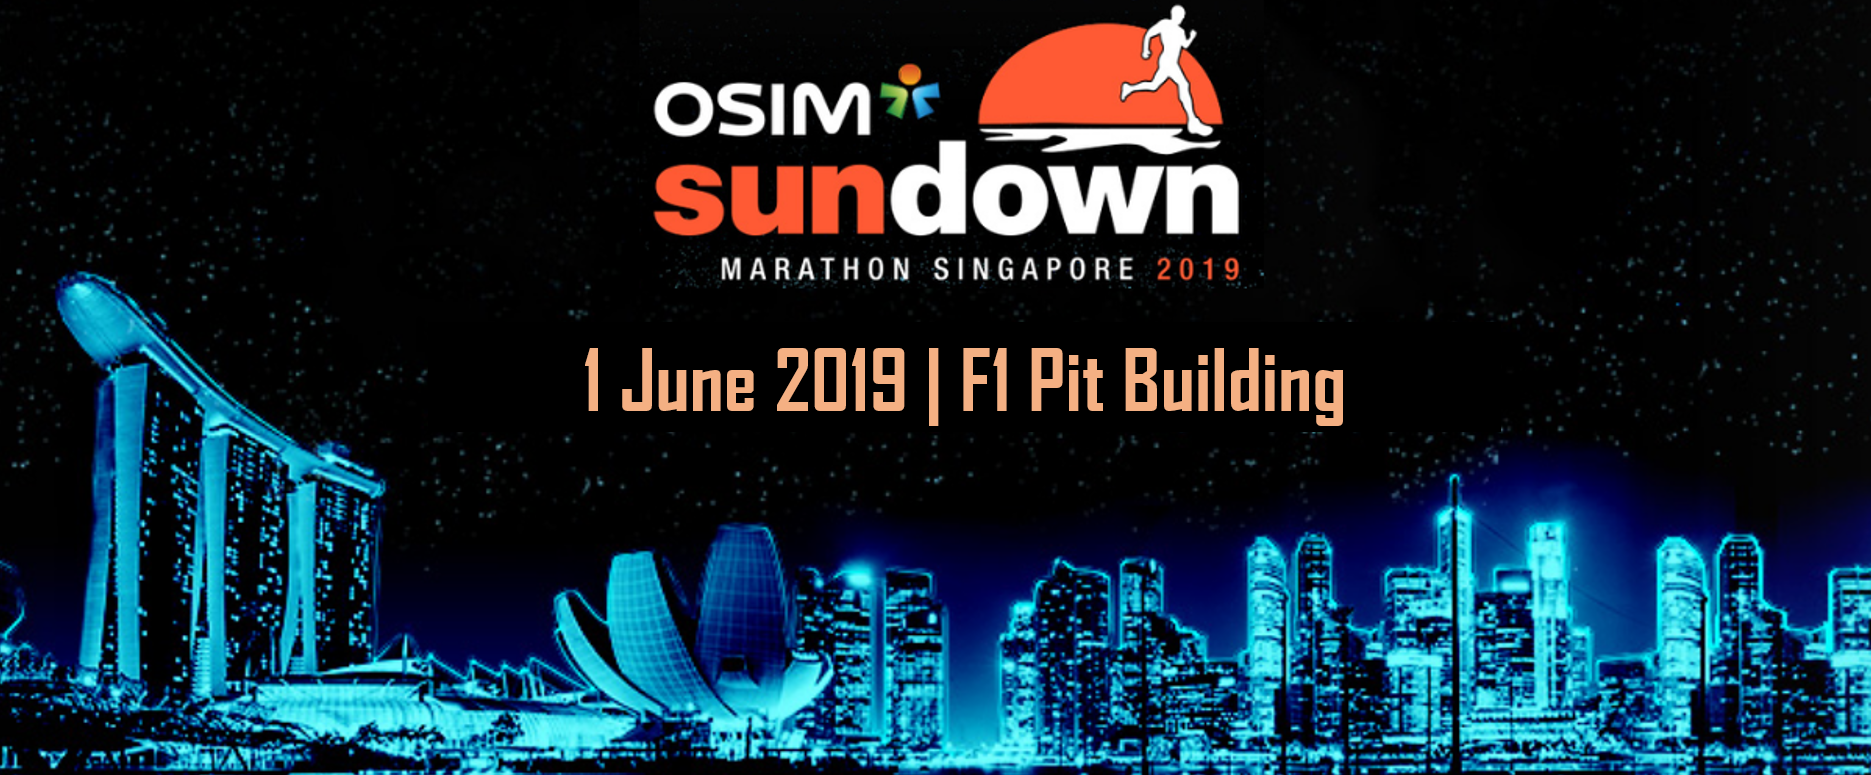 OSIM
sundown
MARATHON SINGAPORE 2019
1 June 2019 | F1 Pit Building